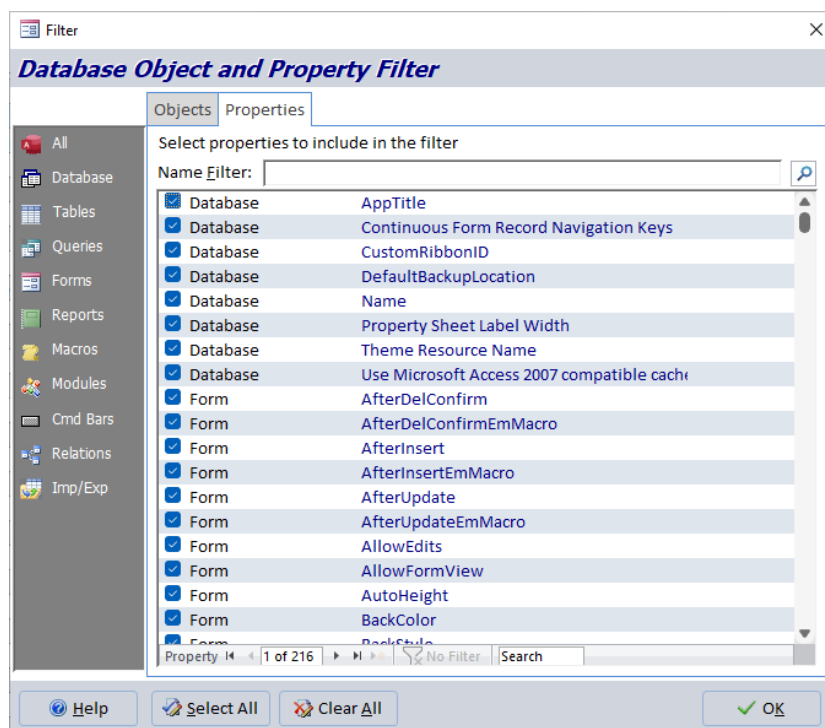 Filter
Database Object and Property Filter
Objects Properties
All
Database
Tables
Queries
Forms
Reports
Macros
Modules
Cmd Bars
Relations
Imp/Exp
Select properties to include in the filter
Name Filter:
Database AppTitle
Database Continuous Form Record Navigation Keys
Database CustomRibbonID
Database DefaultBackupLocation
Database Name
Database Property Sheet Label Width
Database Theme Resource Name
Database Use Microsoft Access 2007 compatible cache
Form AfterDelConfirm
Form AfterDelConfirmEmMacro
Form AfterInsert
Form AfterInsertEmMacro
Form AfterUpdate
Form AfterUpdateEmMacro
Form AllowEdits
Form AllowFormView
Form AutoHeight
Form BackColor
Form BackStyle
Property 1 of 216 No Filter Search
Help Select All Clear All OK